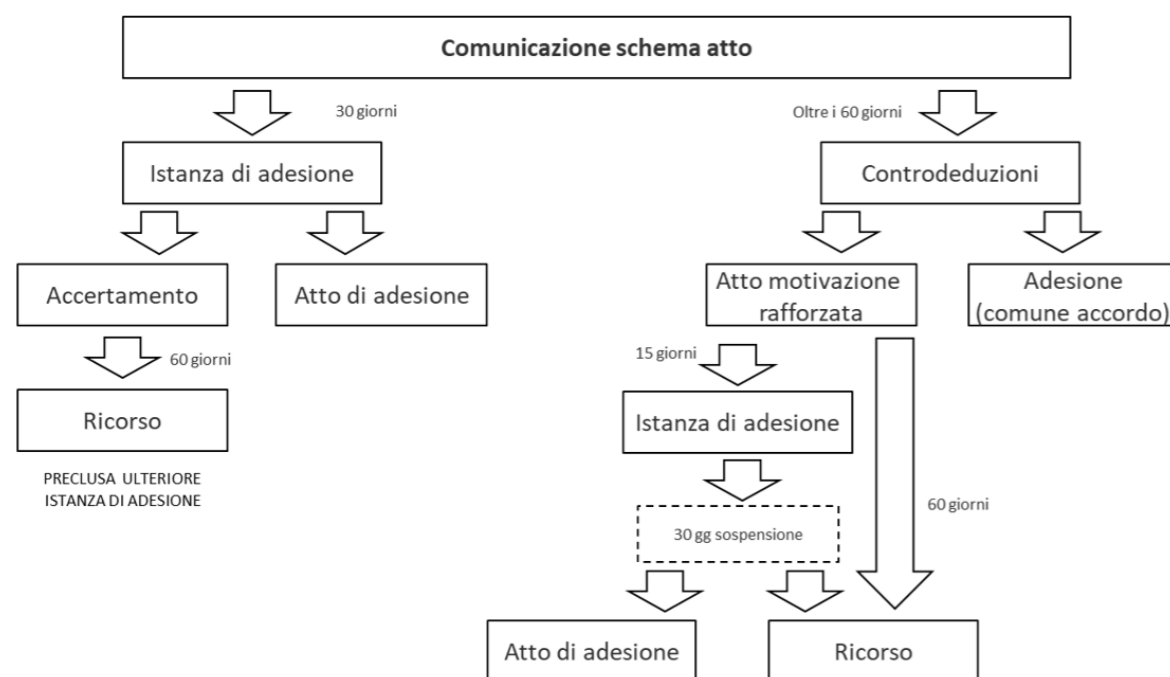 Comunicazione schema atto
30 giorni
Oltre i 60 giorni
Istanza di adesione
Controdeduzioni
Accertamento
Atto di adesione
Atto motivazione
rafforzata
Adesione
(comune accordo)
60 giorni
15 giorni
Ricorso
Istanza di adesione
PRECLUSA ULTERIORE
ISTANZA DI ADESIONE
60 giorni
30 gg sospensione
Atto di adesione
Ricorso